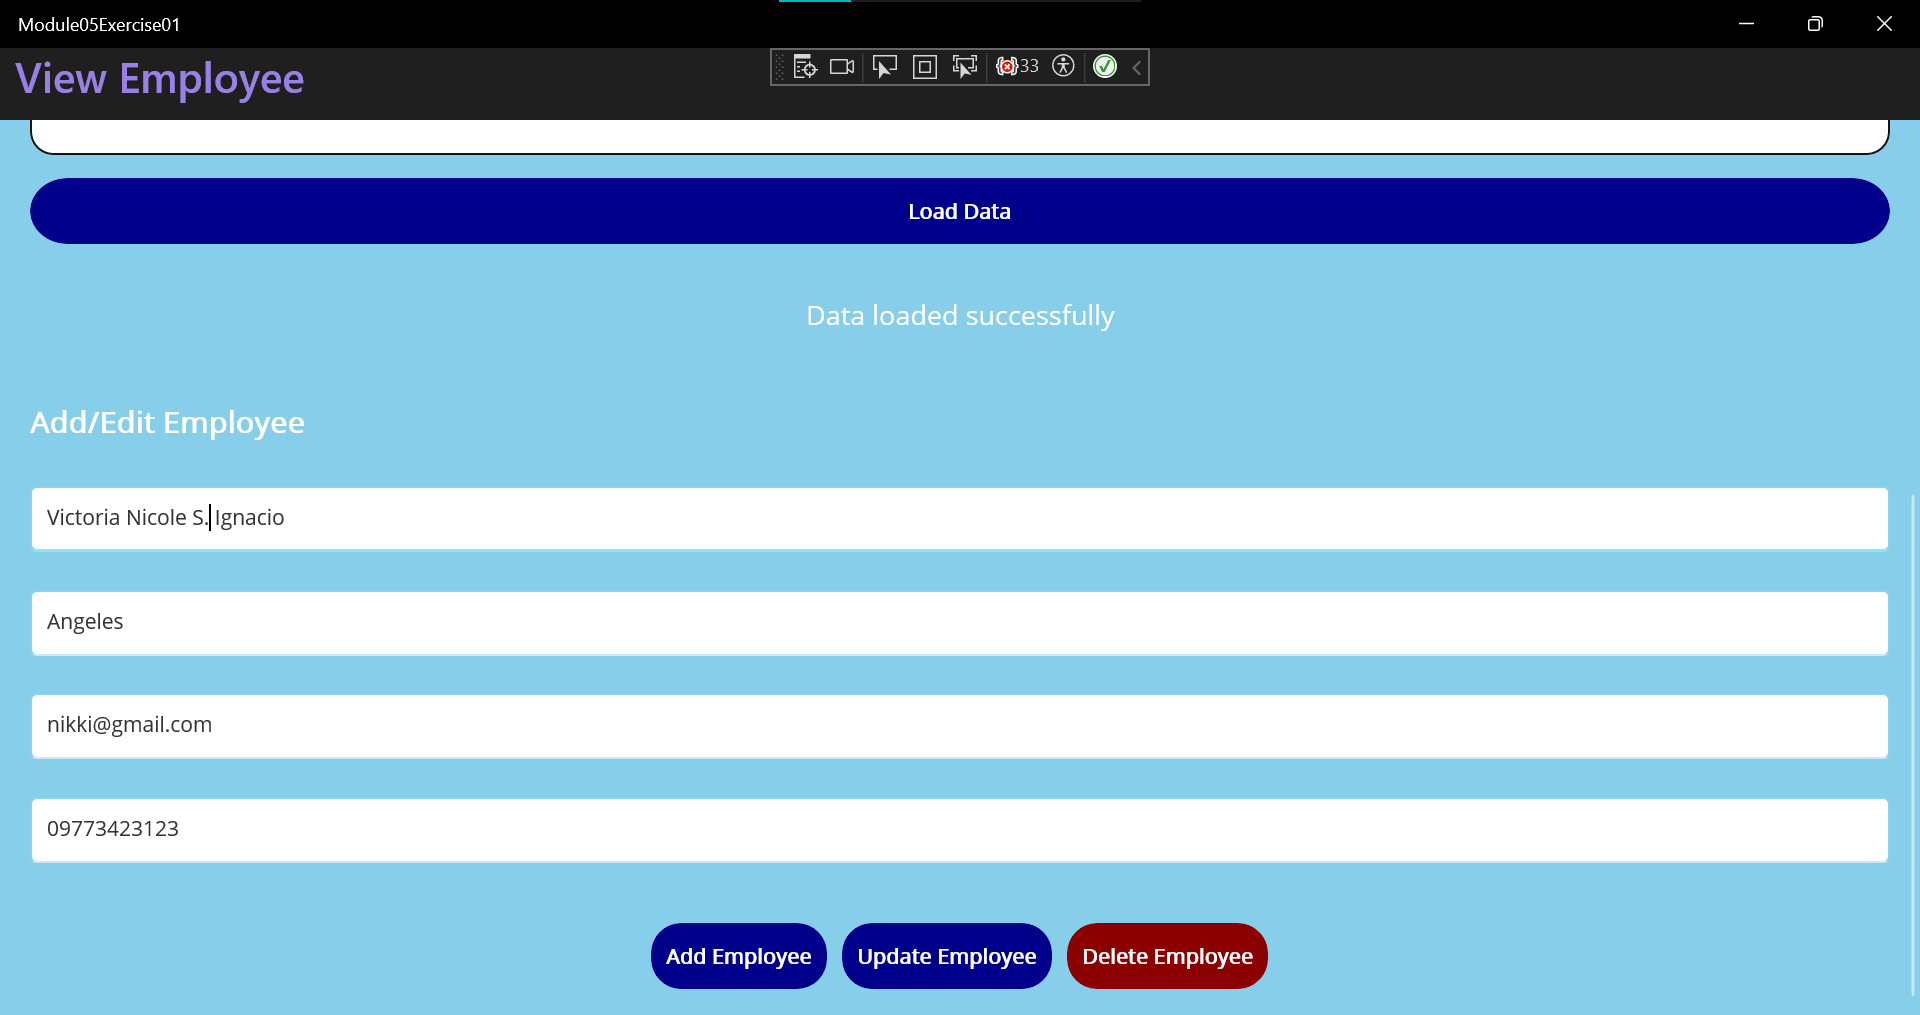 Module05Exercise01
View Employee
33
Load Data
Data loaded successfully
Add/Edit Employee
Victoria Nicole S. Ignacio
Angeles
nikki@gmail.com
09773423123
Add Employee
Update Employee
Delete Employee